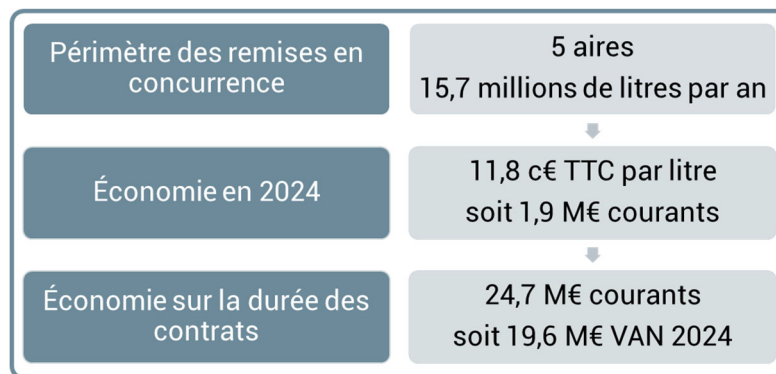 Périmètre des remises en
concurrence
5 aires
15,7 millions de litres par an
Économie en 2024
11,8 c€ TTC par litre
soit 1,9 M€ courants
Économie sur la durée des
contrats
24,7 M€ courants
soit 19,6 M€ VAN 2024